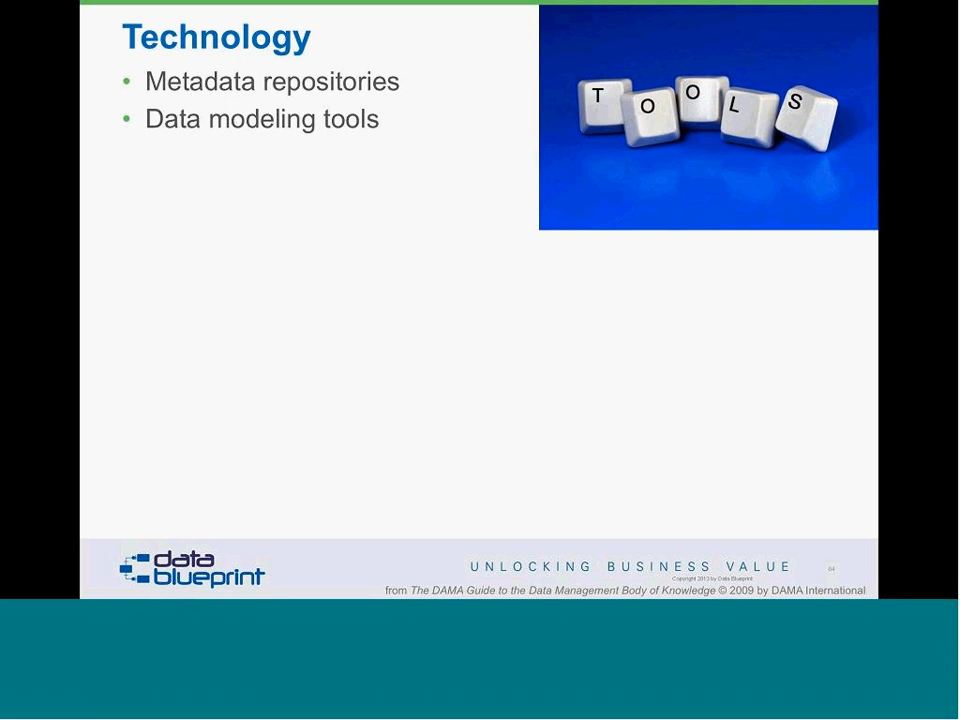 Technology
• Metadata repositories
• Data modeling tools
T O O L S
data
blueprint
UNLOCKING BUSINESS VALUE
Copyright 2013 by Data Blueprint
from The DAMA Guide to the Data Management Body of Knowledge © 2009 by DAMA International